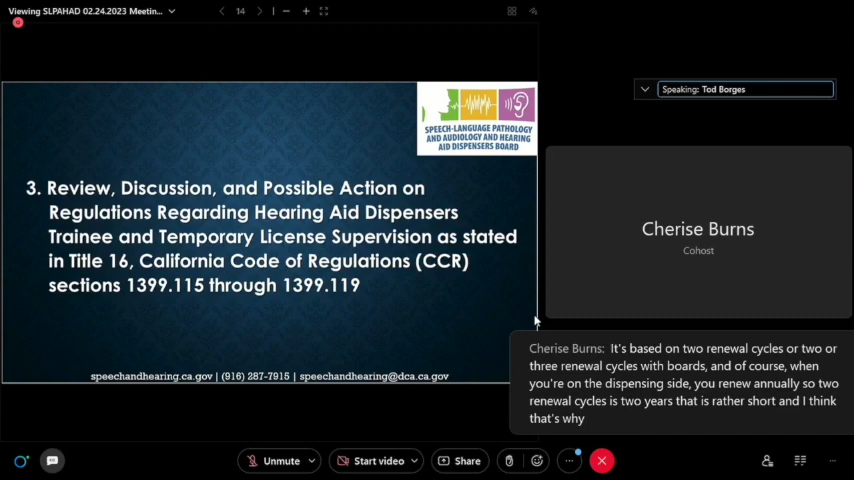 Viewing SLPAHAD 02.24.2023 Meetin...
14
Speaking: Tod Borges
SPEECH-LANGUAGE PATHOLOGY
AND AUDIOLOGY AND HEARING
AID DISPENSERS BOARD
3. Review, Discussion, and Possible Action on
Regulations Regarding Hearing Aid Dispensers
Trainee and Temporary License Supervision as stated
in Title 16, California Code of Regulations (CCR)
sections 1399.115 through 1399.119
speechandhearing.ca.gov | (916) 287-7915 | speechandhearing@dca.ca.gov
Cherise Burns
Cohost
Cherise Burns: It's based on two renewal cycles or two or
three renewal cycles with boards, and of course, when
you're on the dispensing side, you renew annually so two
renewal cycles is two years that is rather short and I think
that's why
Unmute
Start video
Share